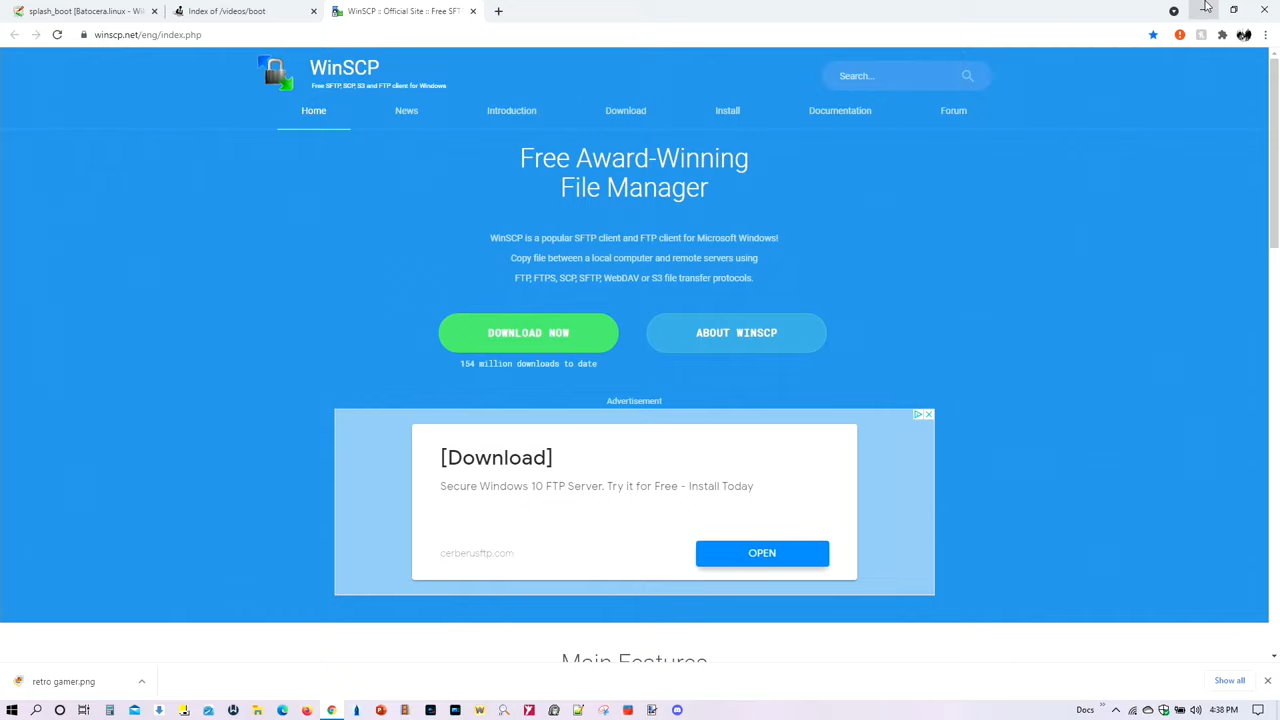 splash_boot [Batocera.linux - Wi
Index of /videos/boot
WinSCP :: Official Site :: Free SFT
winscp.net/eng/index.php
WinSCP
Free SFTP, SCP, S3 and FTP client for Windows
Search...
Home News Introduction Download Install Documentation Forum
Free Award-Winning
File Manager
WinSCP is a popular SFTP client and FTP client for Microsoft Windows!
Copy file between a local computer and remote servers using
FTP, FTPS, SCP, SFTP, WebDAV or S3 file transfer protocols.
DOWNLOAD NOW
ABOUT WINSCP
154 million downloads to date
Advertisement
[Download]
Secure Windows 10 FTP Server. Try it for Free - Install Today
cerberusftp.com
OPEN
Main Features
retro gamer.png
Show all
Docs
4:38 PM